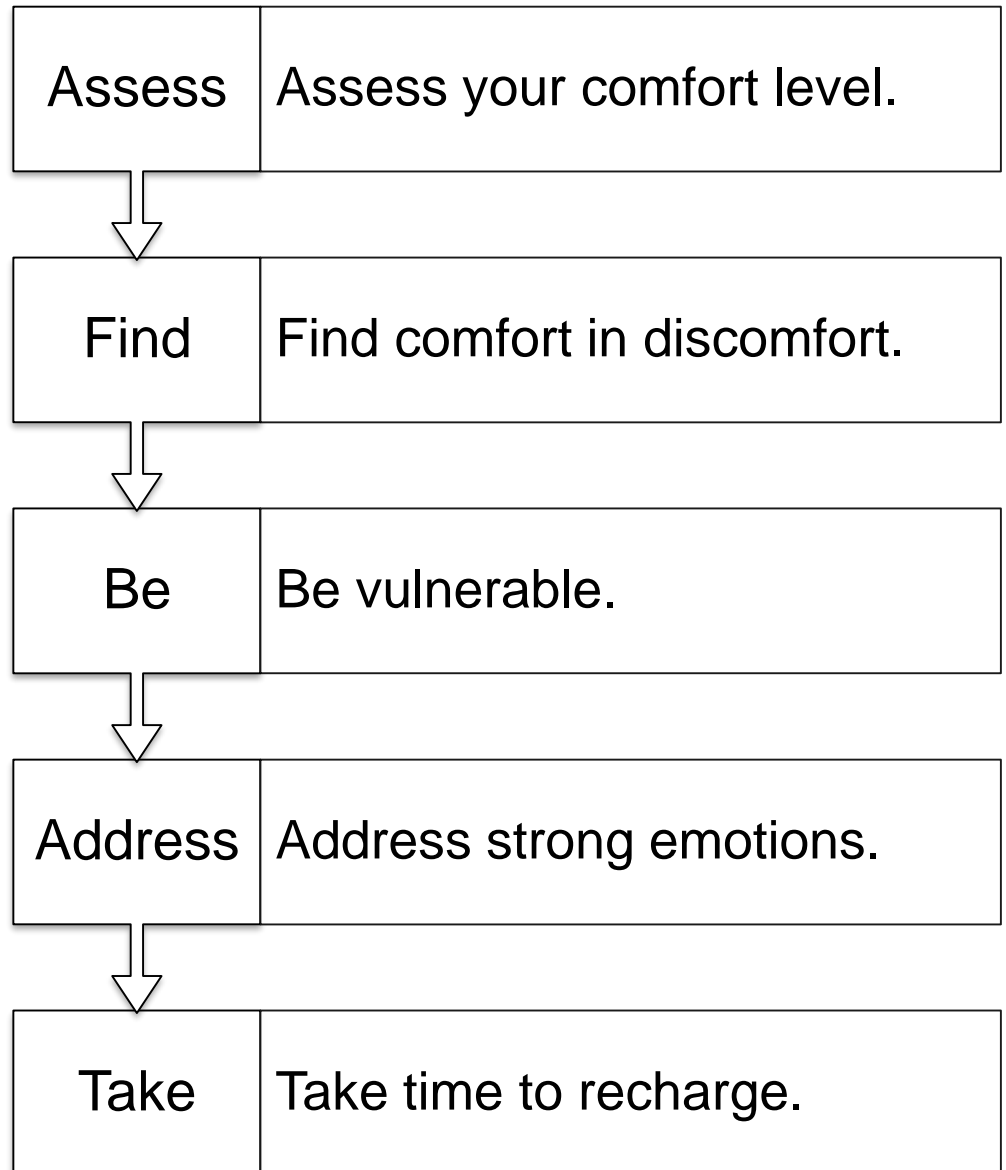 Assess
Assess your comfort level.
Find
Find comfort in discomfort.
Be
Be vulnerable.
Address
Address strong emotions.
Take
Take time to recharge.